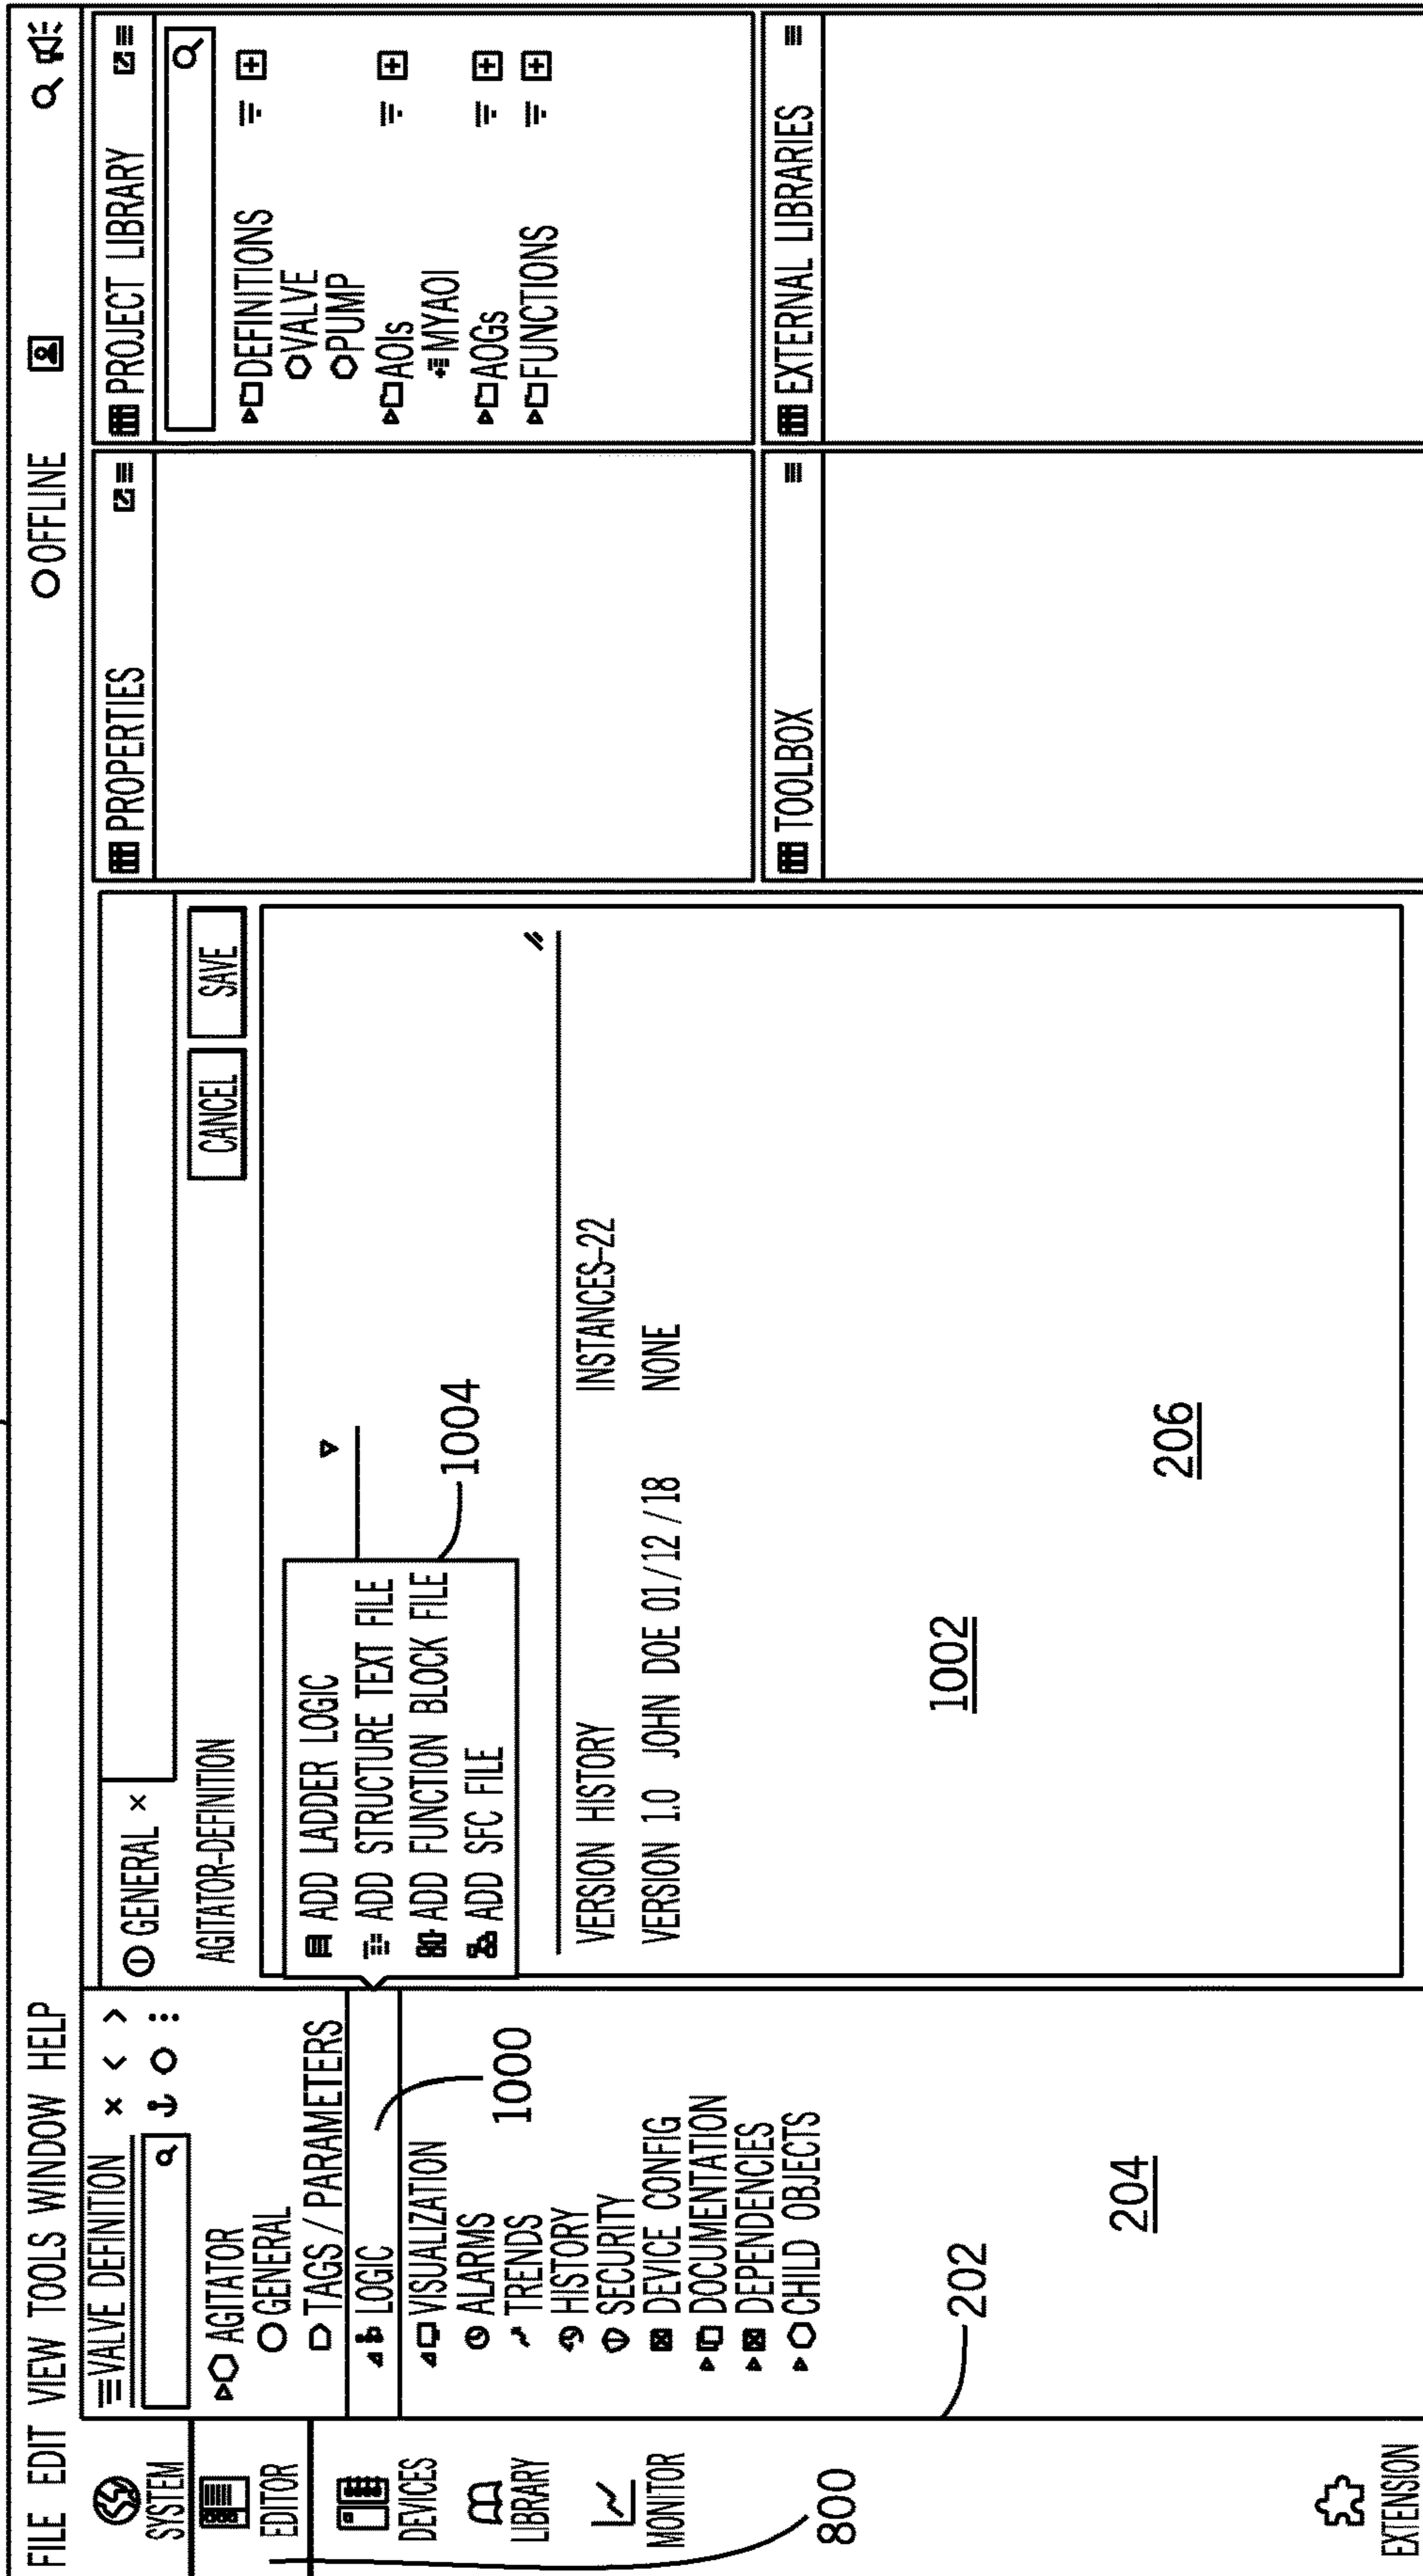 FILE EDIT VIEW TOOLS WINDOW HELP
OFFLINE
SYSTEM
EDITOR
DEVICES
LIBRARY
MONITOR
EXTENSION
800
VALVE DEFINITION
AGITATOR
GENERAL
TAGS / PARAMETERS
LOGIC
VISUALIZATION
ALARMS
TRENDS
HISTORY
SECURITY
DEVICE CONFIG
DOCUMENTATION
DEPENDENCIES
CHILD OBJECTS
1000
202
204
GENERAL ×
AGITATOR-DEFINITION
CANCEL
SAVE
ADD LADDER LOGIC
ADD STRUCTURE TEXT FILE
ADD FUNCTION BLOCK FILE
ADD SFC FILE
1004
VERSION HISTORY INSTANCES-22
VERSION 1.0 JOHN DOE 01/12/18 NONE
1002
206
PROPERTIES
TOOLBOX
PROJECT LIBRARY
DEFINITIONS
VALVE
PUMP
AOIs
MYAOI
AOGs
FUNCTIONS
EXTERNAL LIBRARIES